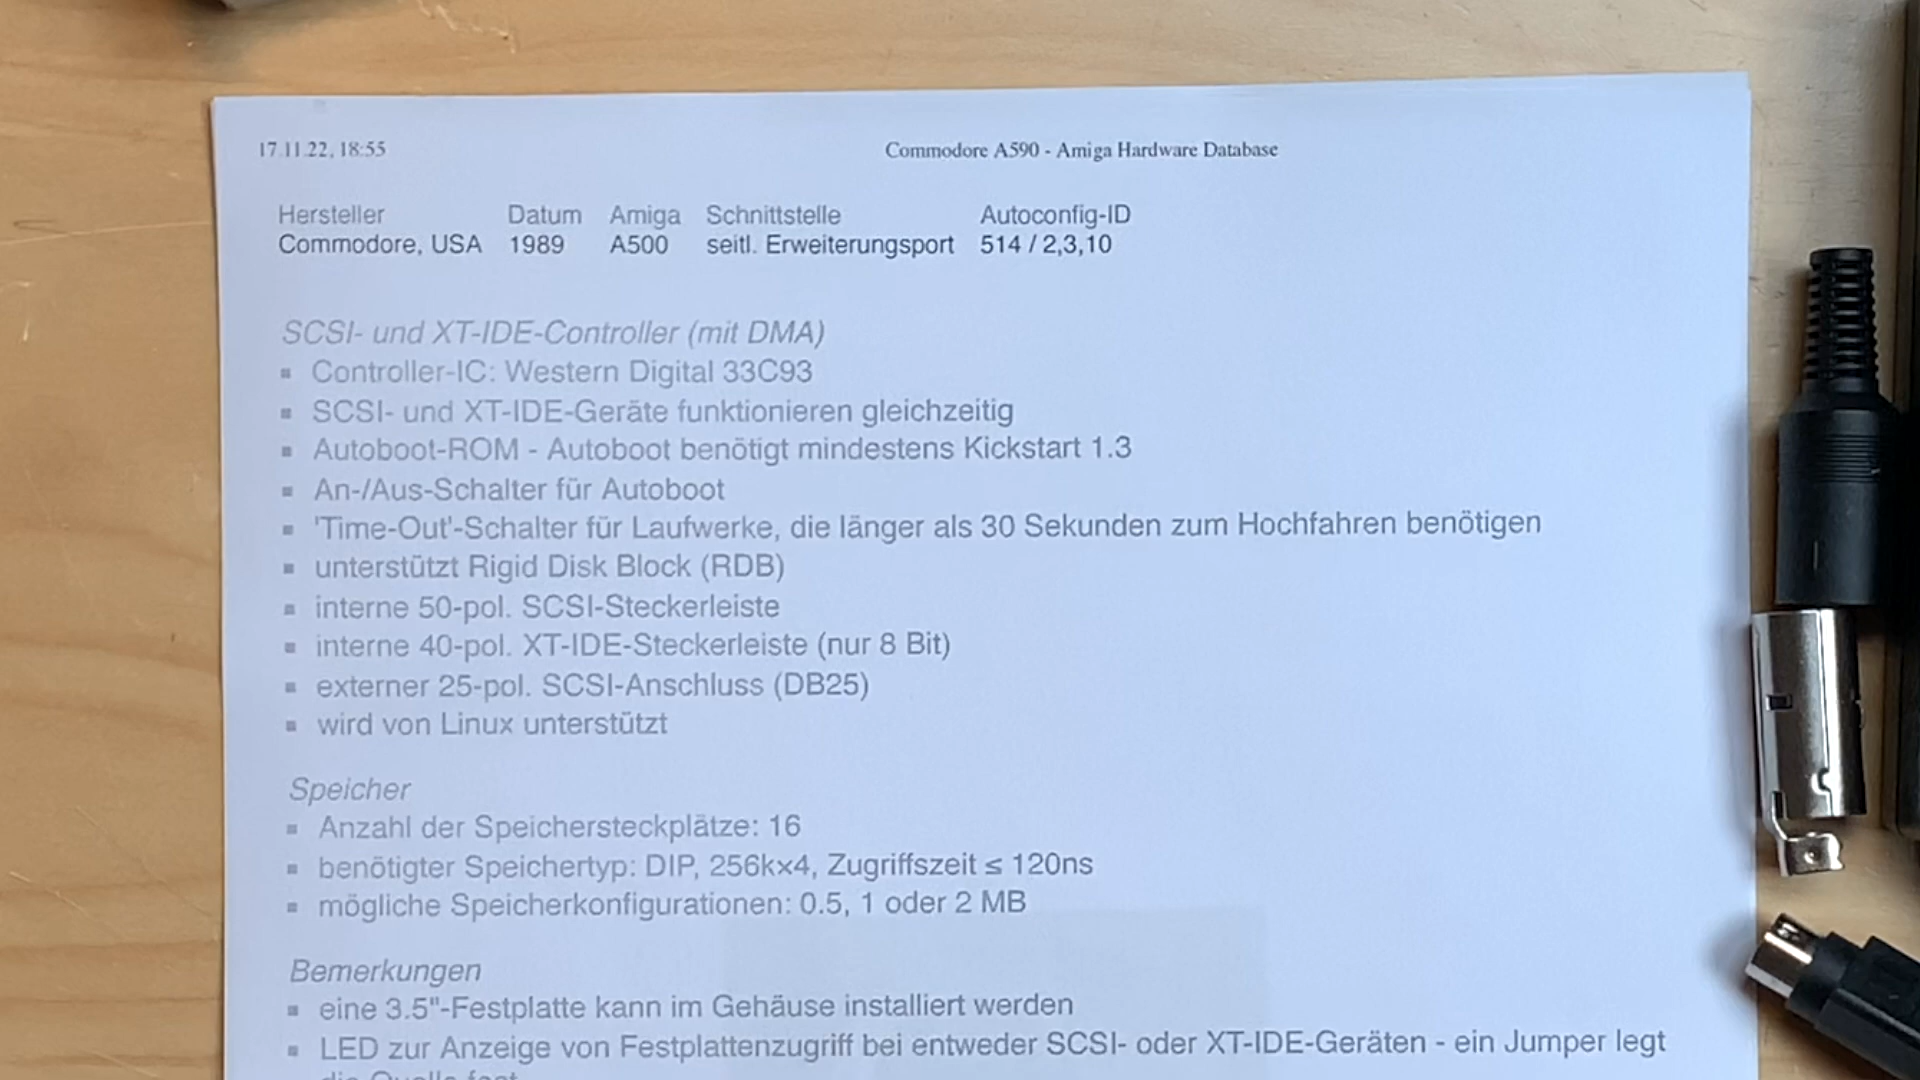 17.11.22, 18:55 Commodore A590 - Amiga Hardware Database
Hersteller Datum Amiga Schnittstelle Autoconfig-ID
Commodore, USA 1989 A500 seitl. Erweiterungsport 514 / 2,3,10
SCSI- und XT-IDE-Controller (mit DMA)
▪ Controller-IC: Western Digital 33C93
▪ SCSI- und XT-IDE-Geräte funktionieren gleichzeitig
▪ Autoboot-ROM - Autoboot benötigt mindestens Kickstart 1.3
▪ An-/Aus-Schalter für Autoboot
▪ 'Time-Out'-Schalter für Laufwerke, die länger als 30 Sekunden zum Hochfahren benötigen
▪ unterstützt Rigid Disk Block (RDB)
▪ interne 50-pol. SCSI-Steckerleiste
▪ interne 40-pol. XT-IDE-Steckerleiste (nur 8 Bit)
▪ externer 25-pol. SCSI-Anschluss (DB25)
▪ wird von Linux unterstützt
Speicher
▪ Anzahl der Speichersteckplätze: 16
▪ benötigter Speichertyp: DIP, 256k×4, Zugriffszeit ≤ 120ns
▪ mögliche Speicherkonfigurationen: 0.5, 1 oder 2 MB
Bemerkungen
▪ eine 3.5"-Festplatte kann im Gehäuse installiert werden
▪ LED zur Anzeige von Festplattenzugriff bei entweder SCSI- oder XT-IDE-Geräten - ein Jumper legt
die Quelle fest